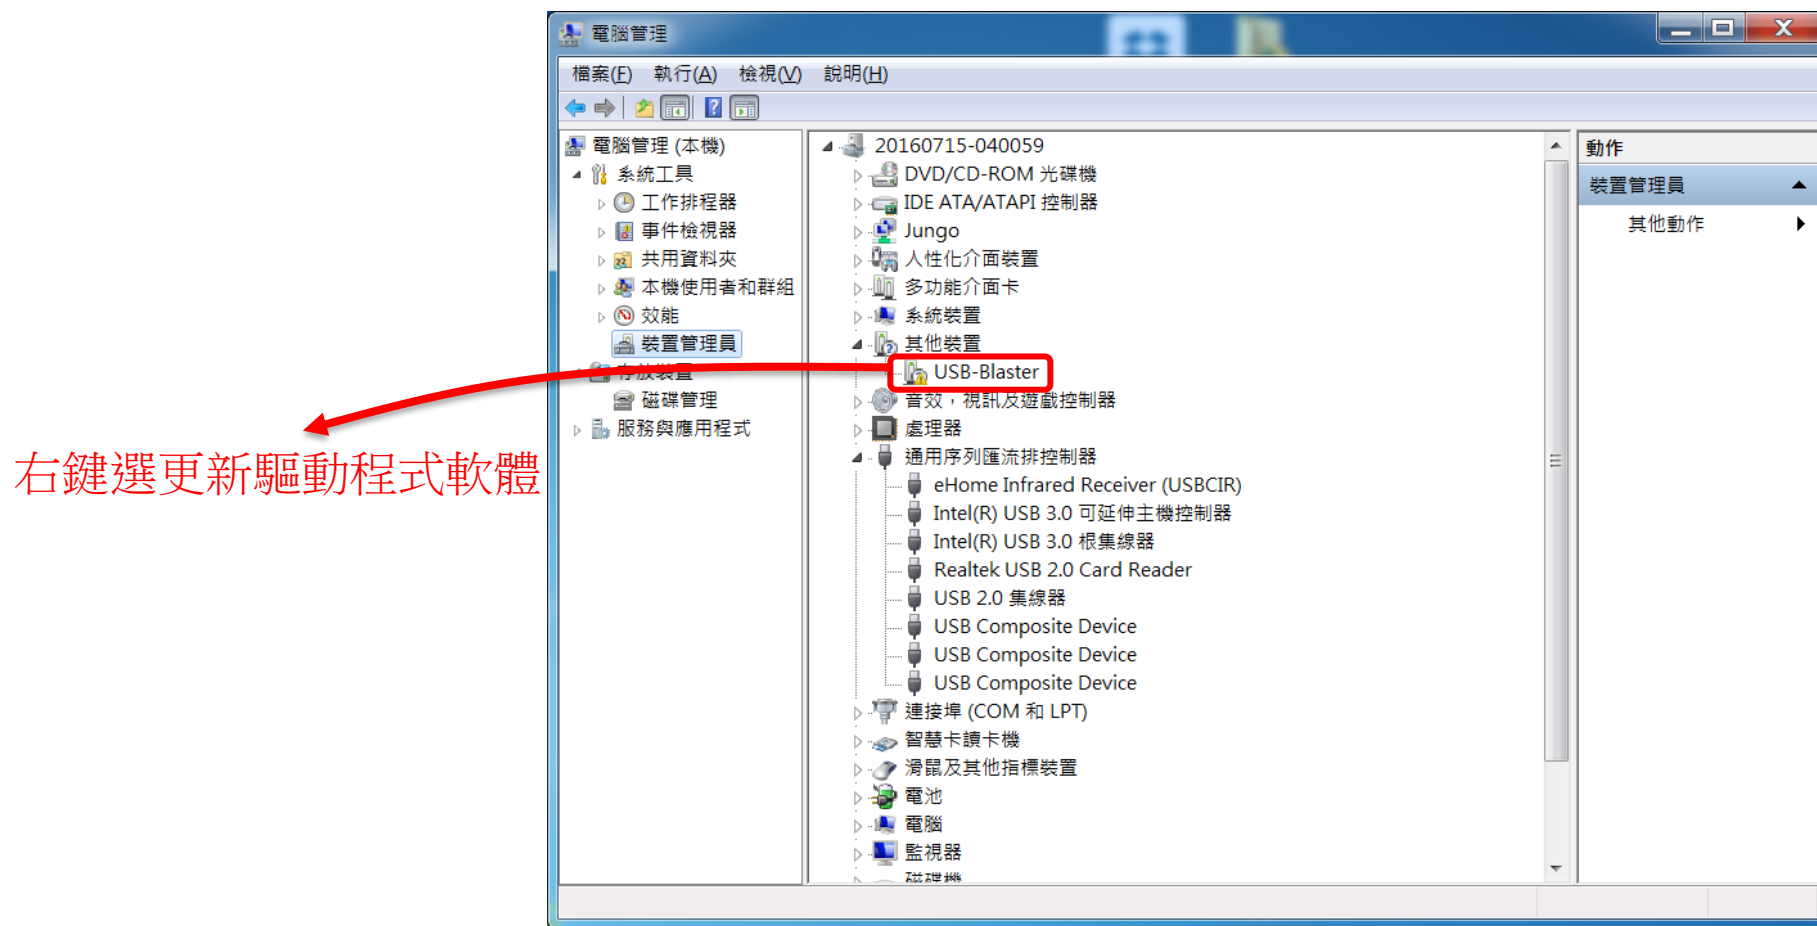 電腦管理
檔案(F) 執行(A) 檢視(V) 說明(H)
電腦管理 (本機)
系統工具
工作排程器
事件檢視器
共用資料夾
本機使用者和群組
效能
裝置管理員
存放裝置
磁碟管理
服務與應用程式
20160715-040059
DVD/CD-ROM 光碟機
IDE ATA/ATAPI 控制器
Jungo
人性化介面裝置
多功能介面卡
系統裝置
其他裝置
USB-Blaster
音效，視訊及遊戲控制器
處理器
通用序列匯流排控制器
eHome Infrared Receiver (USBCIR)
Intel(R) USB 3.0 可延伸主機控制器
Intel(R) USB 3.0 根集線器
Realtek USB 2.0 Card Reader
USB 2.0 集線器
USB Composite Device
USB Composite Device
USB Composite Device
連接埠 (COM 和 LPT)
智慧卡讀卡機
滑鼠及其他指標裝置
電池
電腦
監視器
磁碟機
動作
裝置管理員
其他動作
右鍵選更新驅動程式軟體